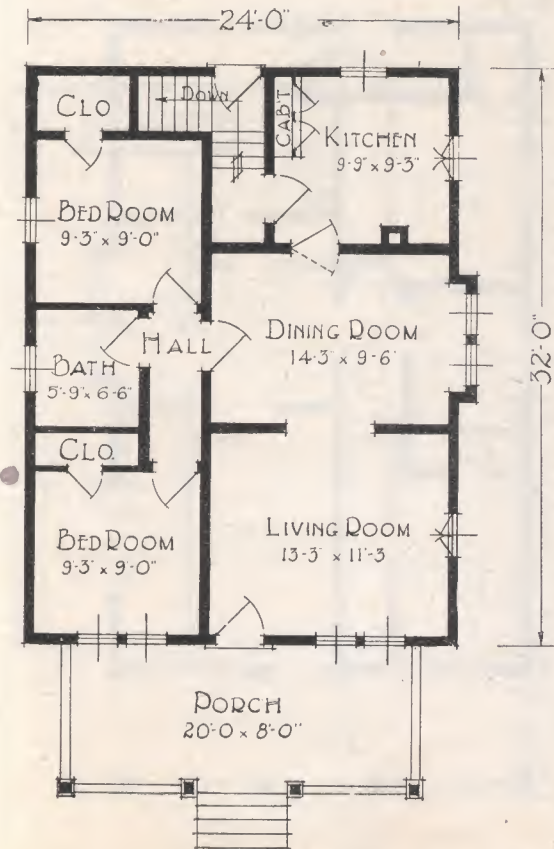 24'-0"
CLO
DOWN
CAB'T
KITCHEN
9'-9" x 9'-3"
BED ROOM
9'-3" x 9'-0"
32'-0"
HALL
DINING ROOM
14'-3" x 9'-6"
BATH
5'-9" x 6'-6"
CLO.
BED ROOM
9'-3" x 9'-0"
LIVING ROOM
13'-3" x 11'-3
PORCH
20'-0 x 8'-0"